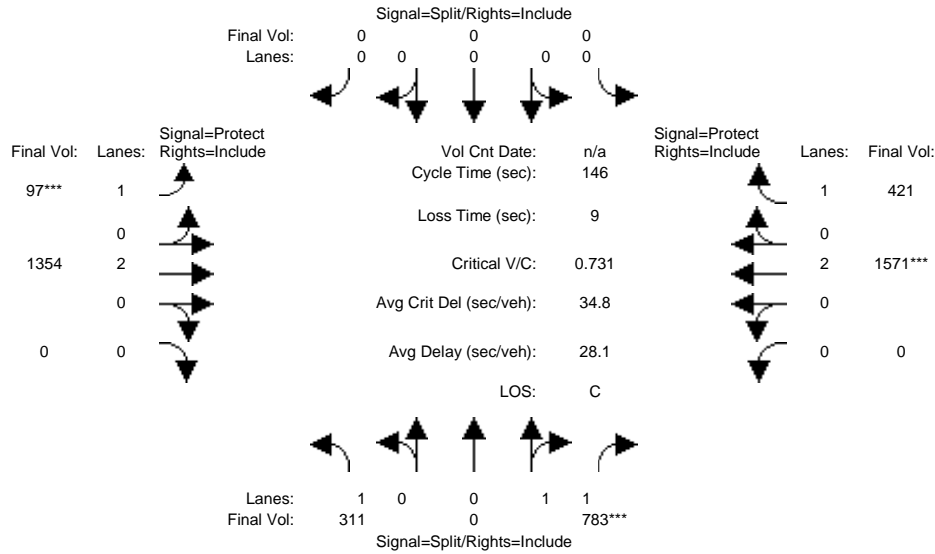 Signal=Split/Rights=Include
Final Vol: 0 0 0
Lanes: 0 0 0 0 0
Signal=Protect Signal=Protect
Final Vol: Lanes: Rights=Include Vol Cnt Date: n/a Rights=Include Lanes: Final Vol:
Cycle Time (sec): 146
97*** 1 1 421
Loss Time (sec): 9
0 0
1354 2 Critical V/C: 0.731 2 1571***
0 Avg Crit Del (sec/veh): 34.8 0
0 0 Avg Delay (sec/veh): 28.1 0 0
LOS: C
Lanes: 1 0 0 1 1
Final Vol: 311 0 783***
Signal=Split/Rights=Include